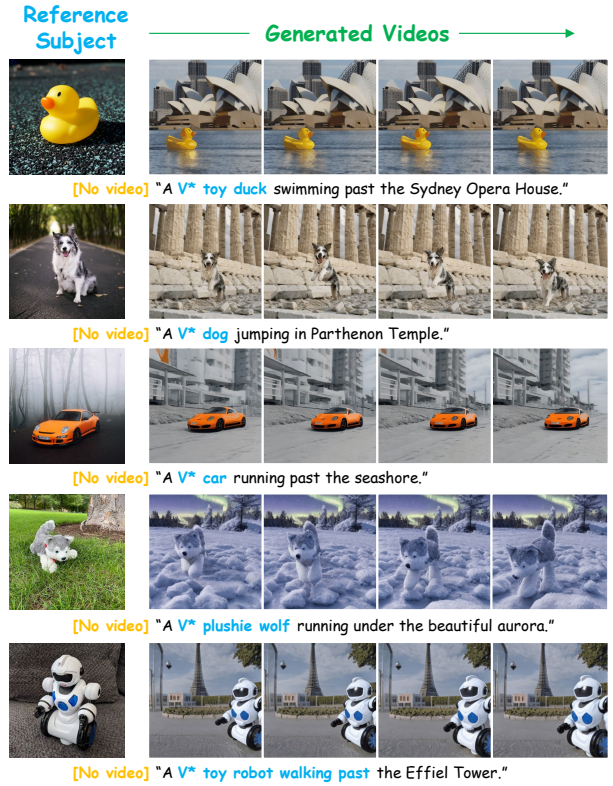 Reference
Subject
Generated Videos
[No video] “A V* toy duck swimming past the Sydney Opera House.”
[No video] “A V* dog jumping in Parthenon Temple.”
[No video] “A V* car running past the seashore.”
[No video] “A V* plushie wolf running under the beautiful aurora.”
[No video] “A V* toy robot walking past the Effiel Tower.”